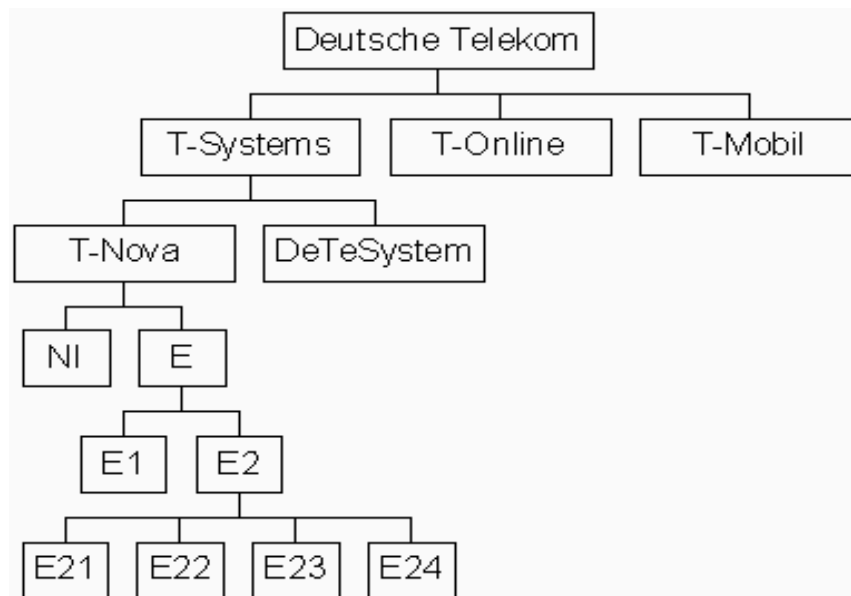 Deutsche Telekom
T-Systems
T-Online
T-Mobil
T-Nova
DeTeSystem
NI
E
E1
E2
E21
E22
E23
E24